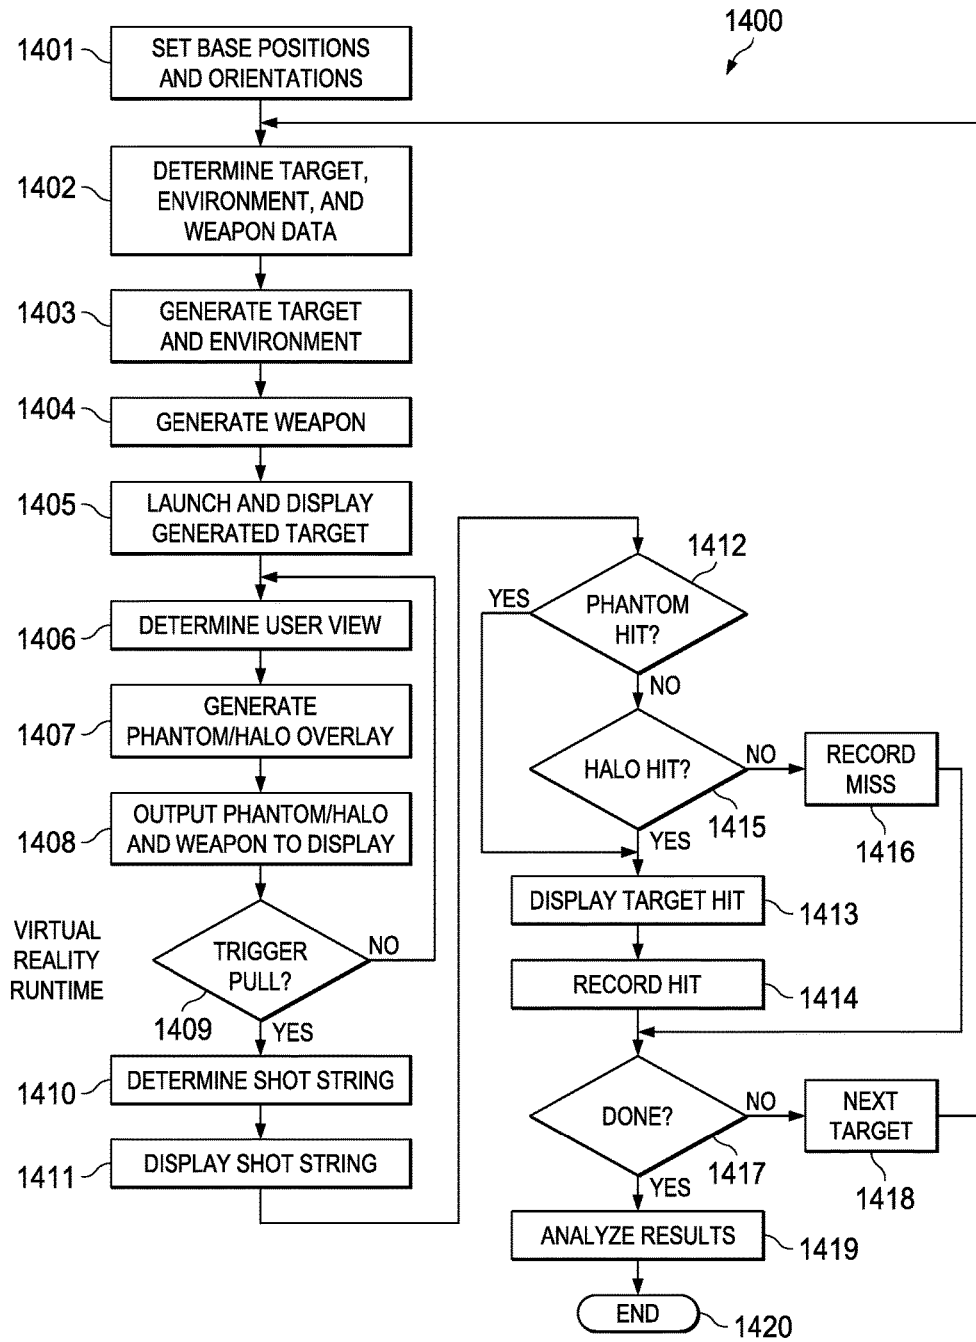 1400
1401
SET BASE POSITIONS
AND ORIENTATIONS
1402
DETERMINE TARGET,
ENVIRONMENT, AND
WEAPON DATA
1403
GENERATE TARGET
AND ENVIRONMENT
1404
GENERATE WEAPON
1405
LAUNCH AND DISPLAY
GENERATED TARGET
1406
DETERMINE USER VIEW
1407
GENERATE
PHANTOM/HALO OVERLAY
1408
OUTPUT PHANTOM/HALO
AND WEAPON TO DISPLAY
VIRTUAL
REALITY
RUNTIME
TRIGGER
PULL?
NO
1409
YES
1410
DETERMINE SHOT STRING
1411
DISPLAY SHOT STRING
1412
YES
PHANTOM
HIT?
NO
HALO HIT?
NO
RECORD
MISS
1415
1416
YES
DISPLAY TARGET HIT
1413
RECORD HIT
1414
DONE?
NO
NEXT
TARGET
1417
1418
YES
ANALYZE RESULTS
1419
END
1420